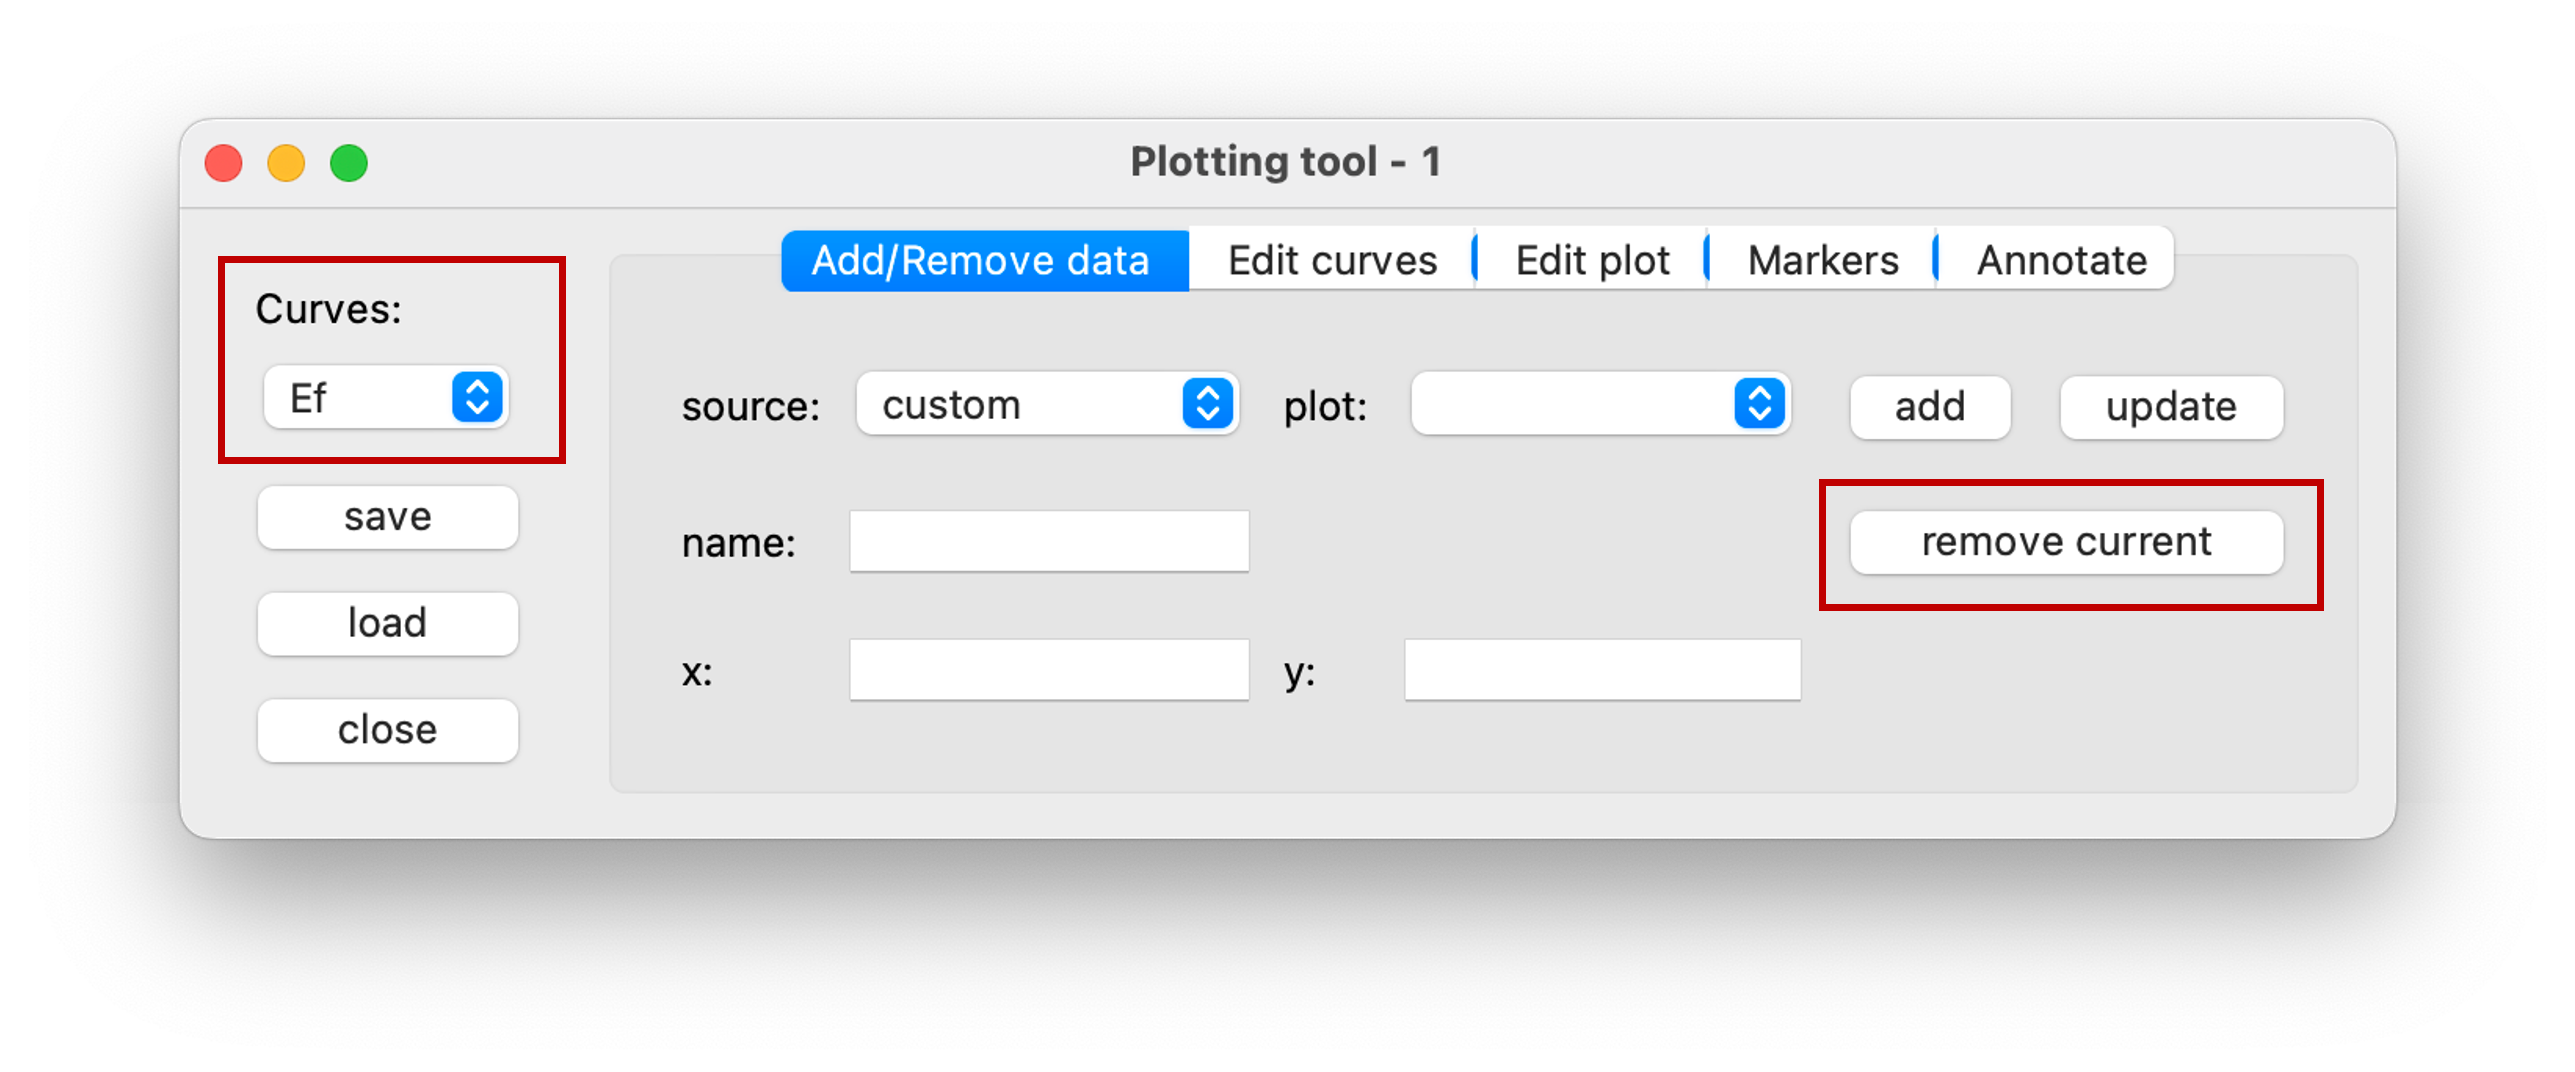 Plotting tool - 1
Curves:
Ef
save
load
close
Add/Remove data Edit curves Edit plot Markers Annotate
source: custom plot: add update
name: remove current
x: y: